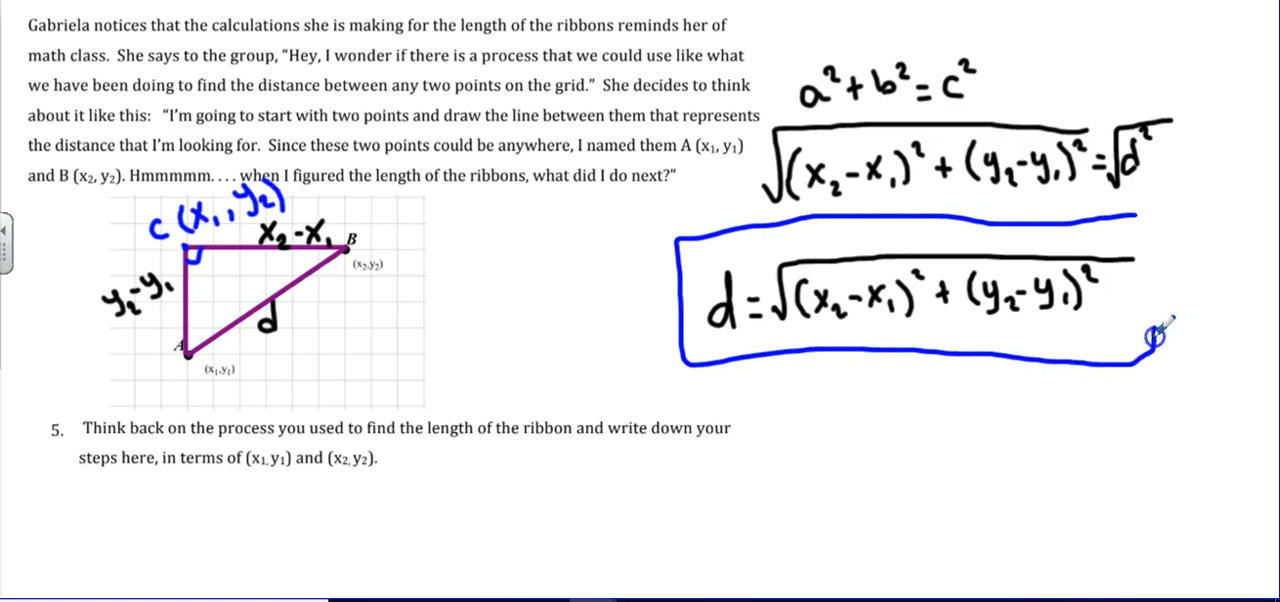 Gabriela notices that the calculations she is making for the length of the ribbons reminds her of
math class. She says to the group, “Hey, I wonder if there is a process that we could use like what
we have been doing to find the distance between any two points on the grid.” She decides to think
about it like this: “I’m going to start with two points and draw the line between them that represents
the distance that I’m looking for. Since these two points could be anywhere, I named them A (x₁, y₁)
and B (x₂, y₂). Hmmmmm. . . . when I figured the length of the ribbons, what did I do next?”
a² + b² = c²
√(x₂-x₁)² + (y₂-y₁)² = √d²
d = √(x₂-x₁)² + (y₂-y₁)²
C (x₁, y₂)
x₂-x₁
B
(x₂,y₂)
y₂-y₁
d
A
(x₁,y₁)
5. Think back on the process you used to find the length of the ribbon and write down your
steps here, in terms of (x₁,y₁) and (x₂,y₂).